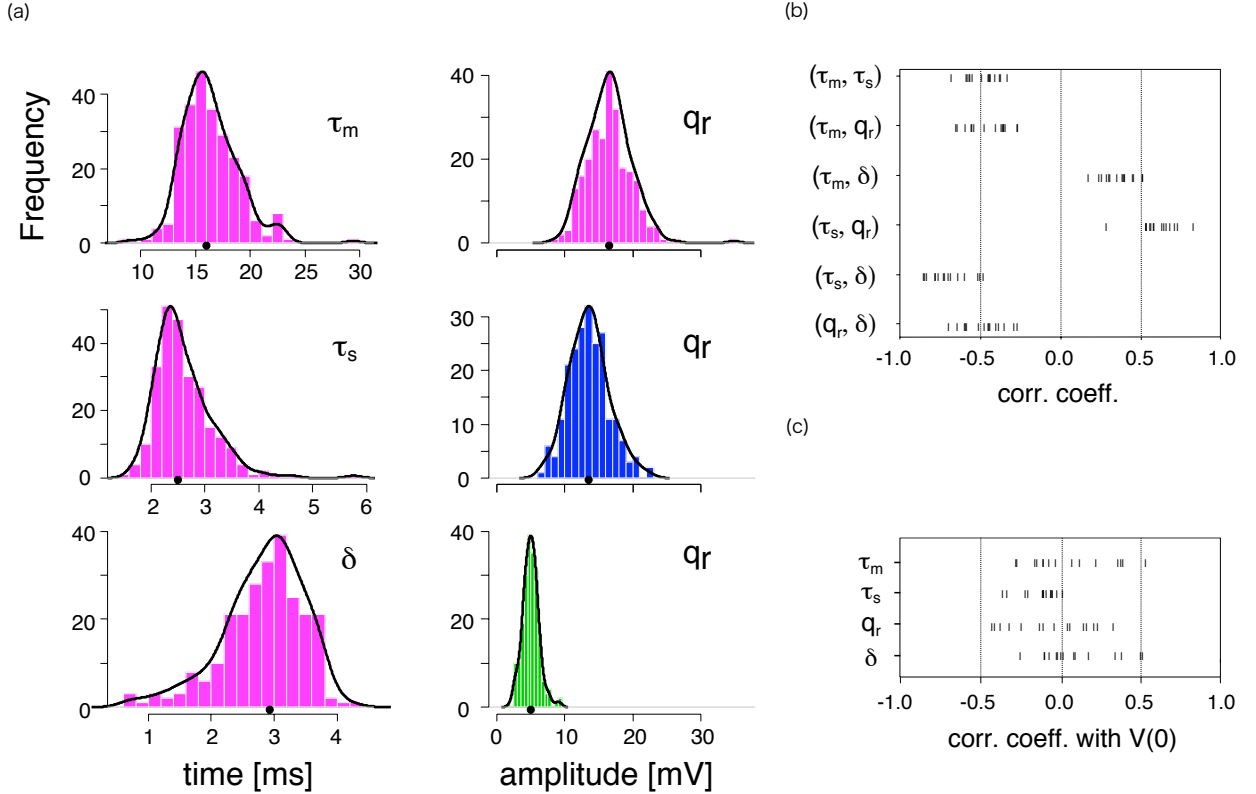 (a)
Frequency
40
20
0
τm
10 15 20 25 30
40
20
0
qr
40
20
0
τs
2 3 4 5 6
30
20
10
0
qr
40
30
20
10
0
δ
1 2 3 4
time [ms]
40
20
0
qr
0 10 20 30
amplitude [mV]
(b)
(τm, τs)
(τm, qr)
(τm, δ)
(τs, qr)
(τs, δ)
(qr, δ)
-1.0 -0.5 0.0 0.5 1.0
corr. coeff.
(c)
τm
τs
qr
δ
-1.0 -0.5 0.0 0.5 1.0
corr. coeff. with V(0)